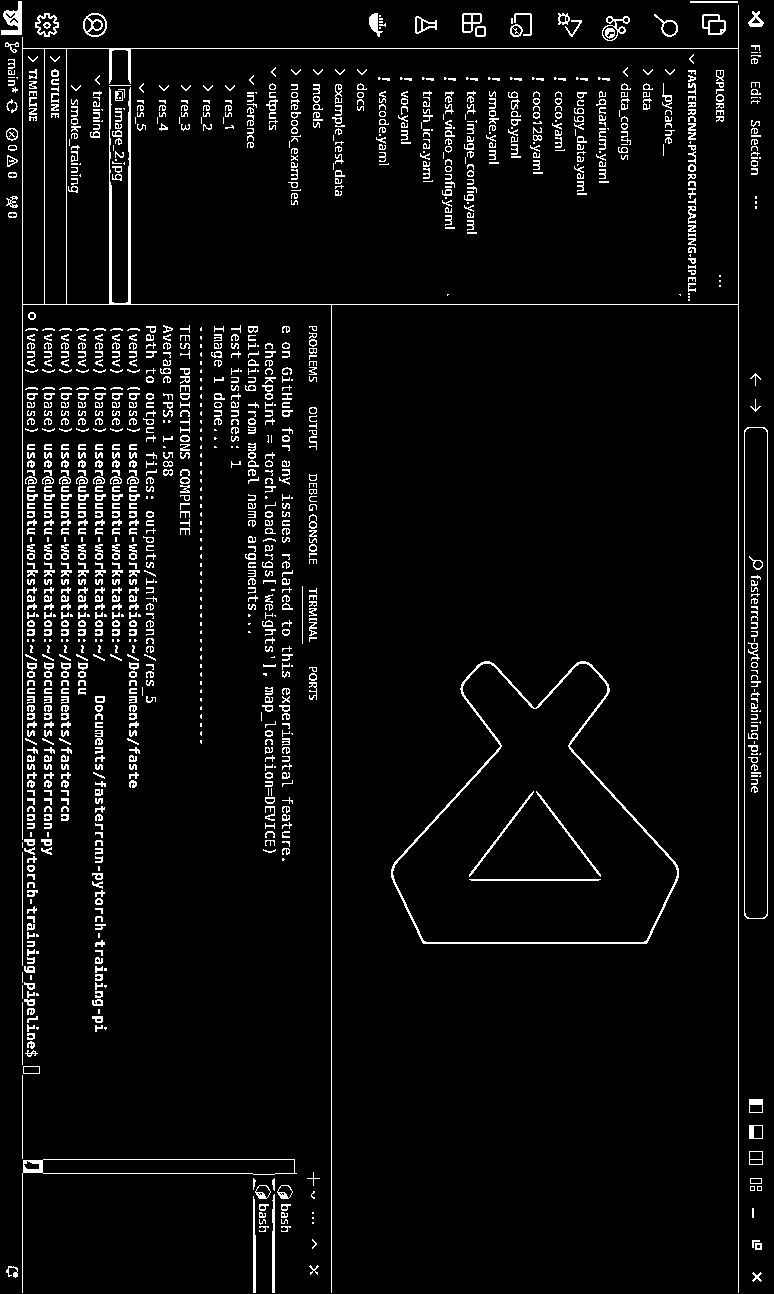 File Edit Selection ...
fasterrcnn-pytorch-training-pipeline
EXPLORER ...
FASTERRCNN-PYTORCH-TRAINING-PIPELI...
__pycache__
data
data_configs
! aquarium.yaml
! buggy_data.yaml
! coco.yaml
! coco128.yaml
! gtsdb.yaml
! smoke.yaml
! test_image_config.yaml
! test_video_config.yaml
! trash_icra.yaml
! voc.yaml
! vscode.yaml
docs
example_test_data
models
notebook_examples
outputs
inference
res_1
res_2
res_3
res_4
res_5
image_2.jpg
training
smoke_training
OUTLINE
TIMELINE
PROBLEMS OUTPUT DEBUG CONSOLE TERMINAL PORTS
e on GitHub for any issues related to this experimental feature.
checkpoint = torch.load(args['weights'], map_location=DEVICE)
Building from model name arguments...
Test instances: 1
Image 1 done...
--------------------------------------------------
TEST PREDICTIONS COMPLETE
Average FPS: 1.588
Path to output files: outputs/inference/res_5
(venv) (base) user@ubuntu-workstation:~/Documents/faste
(venv) (base) user@ubuntu-workstation:~/
(venv) (base) user@ubuntu-workstation:~/ Documents/fasterrcnn-pytorch-training-pi
(venv) (base) user@ubuntu-workstation:~/Docu
(venv) (base) user@ubuntu-workstation:~/Documents/fasterrcn
(venv) (base) user@ubuntu-workstation:~/Documents/fasterrcnn-py
(venv) (base) user@ubuntu-workstation:~/Documents/fasterrcnn-pytorch-training-pipeline$
bash
bash
main* 0 0 0